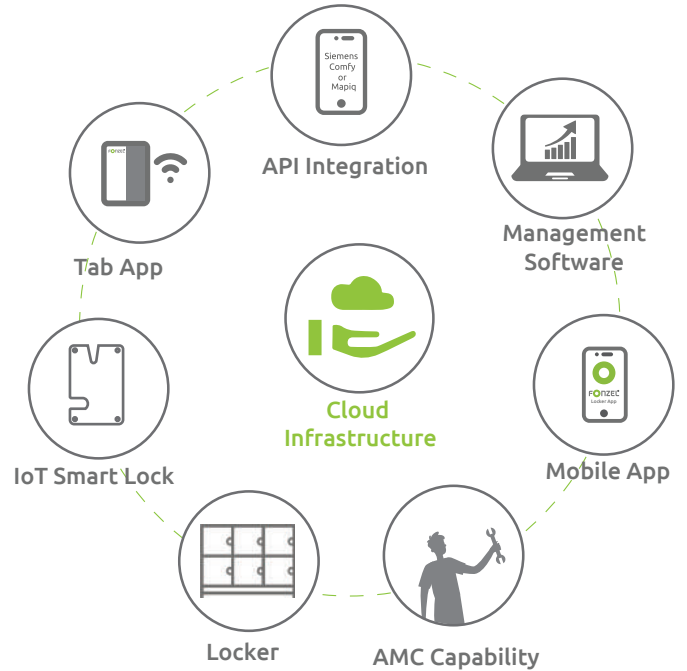 Siemens
Comfy
or
Mapiq
API Integration
FONZEL
Tab App
Management
Software
Cloud
Infrastructure
FONZEL
Locker App
Mobile App
IoT Smart Lock
Locker
AMC Capability